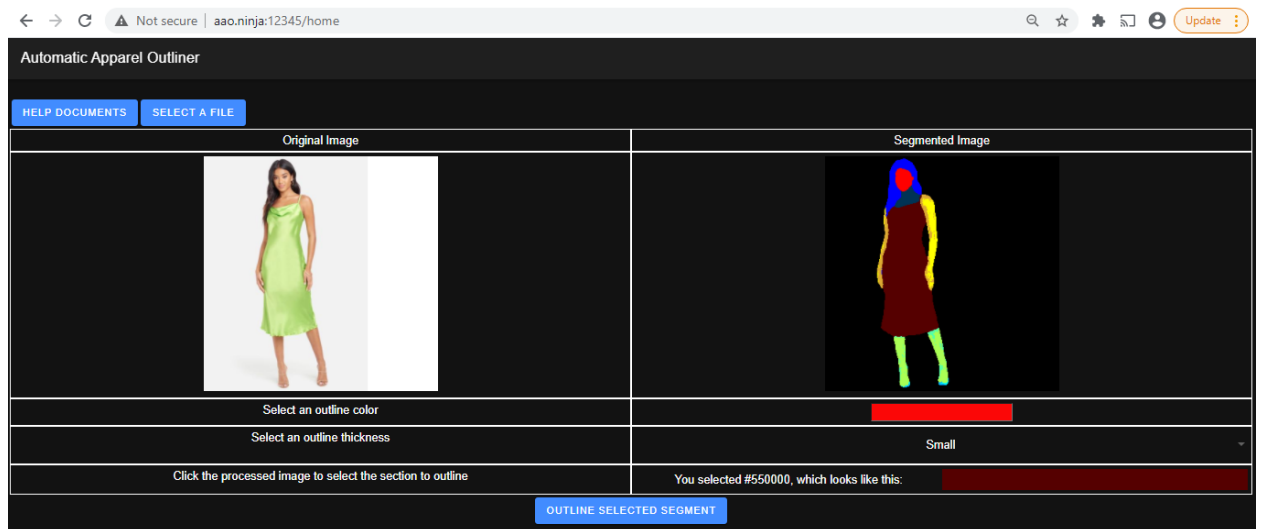 Not secure | aao.ninja:12345/home
Update
Automatic Apparel Outliner
HELP DOCUMENTS SELECT A FILE
Original Image Segmented Image
Select an outline color
Select an outline thickness Small
Click the processed image to select the section to outline You selected #550000, which looks like this:
OUTLINE SELECTED SEGMENT